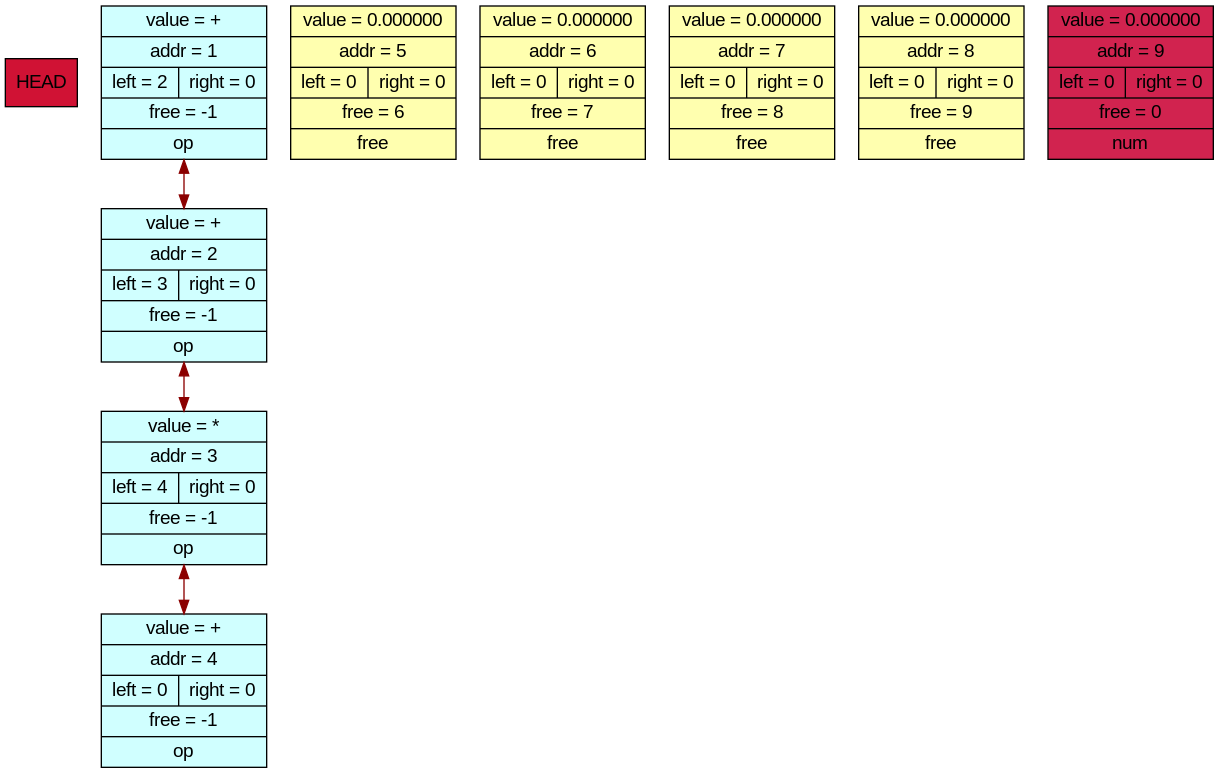 HEAD
value = +
addr = 1
left = 2 right = 0
free = -1
op
value = 0.000000
addr = 5
left = 0 right = 0
free = 6
free
value = 0.000000
addr = 6
left = 0 right = 0
free = 7
free
value = 0.000000
addr = 7
left = 0 right = 0
free = 8
free
value = 0.000000
addr = 8
left = 0 right = 0
free = 9
free
value = 0.000000
addr = 9
left = 0 right = 0
free = 0
num
value = +
addr = 2
left = 3 right = 0
free = -1
op
value = *
addr = 3
left = 4 right = 0
free = -1
op
value = +
addr = 4
left = 0 right = 0
free = -1
op